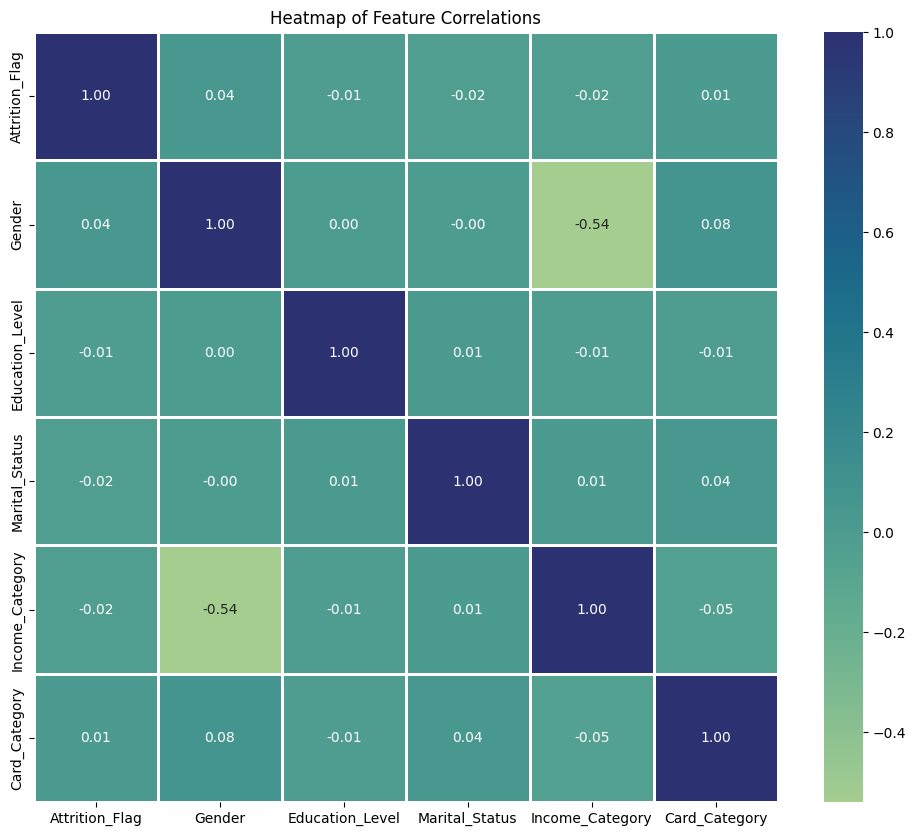 Heatmap of Feature Correlations
Attrition_Flag
1.00 0.04 -0.01 -0.02 -0.02 0.01
Gender
0.04 1.00 0.00 -0.00 -0.54 0.08
Education_Level
-0.01 0.00 1.00 0.01 -0.01 -0.01
Marital_Status
-0.02 -0.00 0.01 1.00 0.01 0.04
Income_Category
-0.02 -0.54 -0.01 0.01 1.00 -0.05
Card_Category
0.01 0.08 -0.01 0.04 -0.05 1.00
Attrition_Flag Gender Education_Level Marital_Status Income_Category Card_Category
1.0
0.8
0.6
0.4
0.2
0.0
−0.2
−0.4